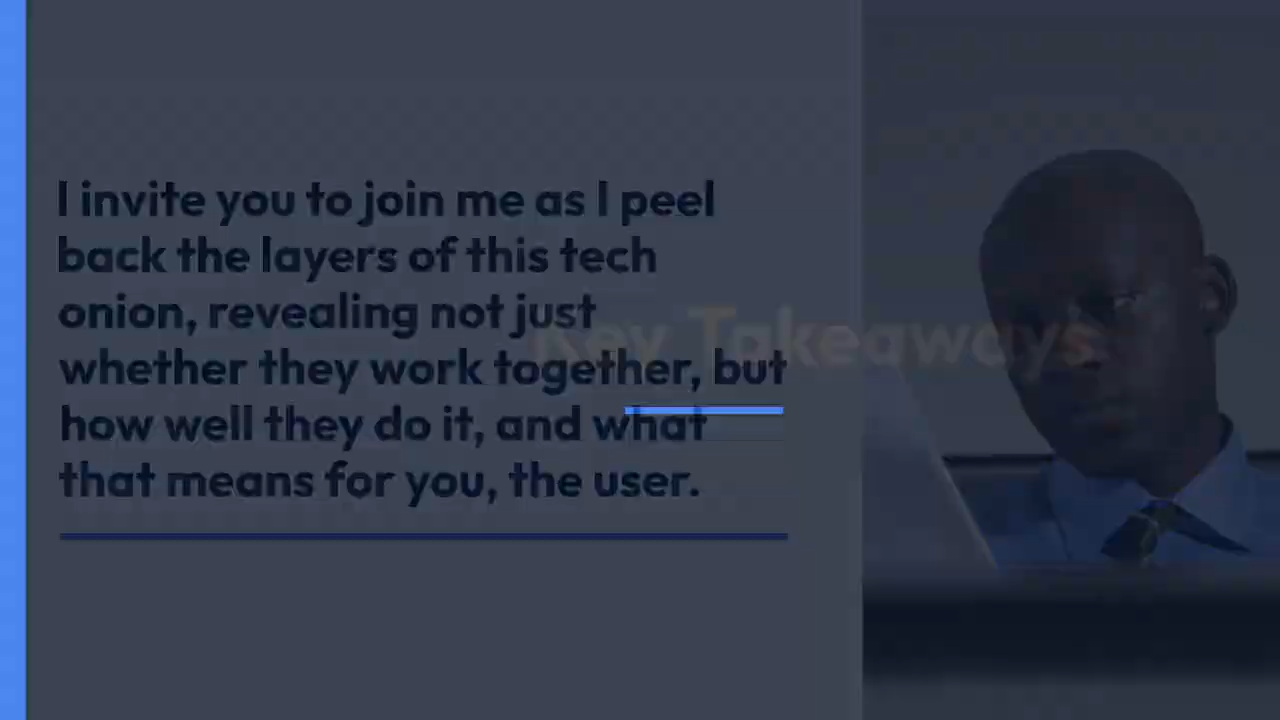 I invite you to join me as I peel
back the layers of this tech
onion, revealing not just
whether they work together, but
how well they do it, and what
that means for you, the user.
Key Takeaways